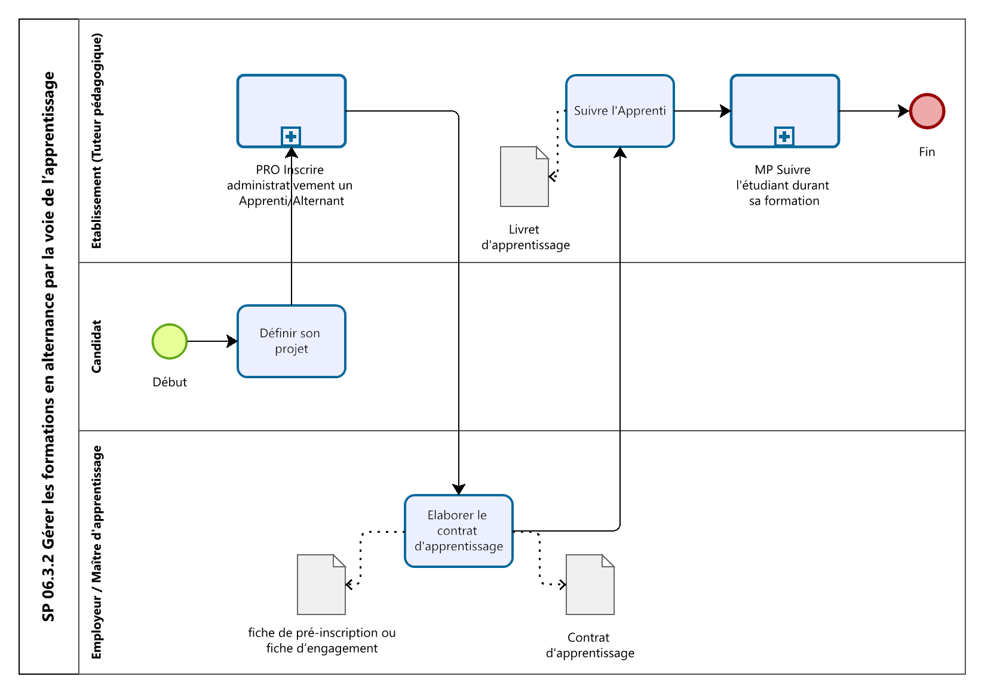 SP 06.3.2 Gérer les formations en alternance par la voie de l’apprentissage
Etablissement (Tuteur pédagogique)
PRO Inscrire
administrativement un
Apprenti/Alternant
Suivre l'Apprenti
Livret
d'apprentissage
MP Suivre
l'étudiant durant
sa formation
Fin
Candidat
Début
Définir son
projet
Employeur / Maître d'apprentissage
Elaborer le
contrat
d'apprentissage
fiche de pré-inscription ou
fiche d’engagement
Contrat
d'apprentissage